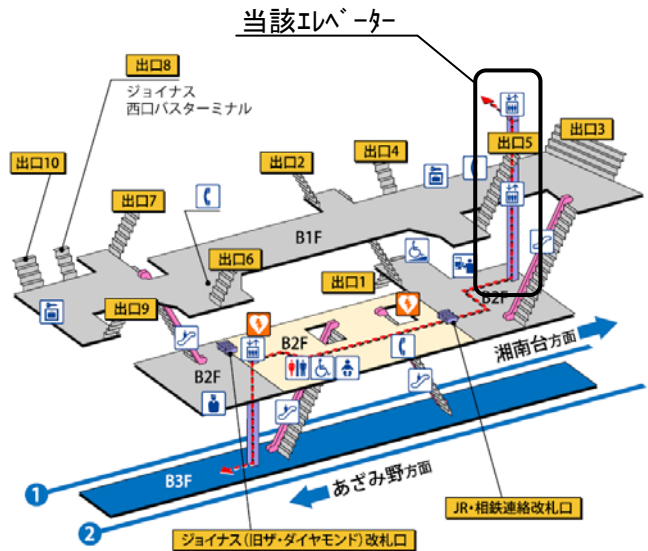 当該ｴﾚﾍﾞｰﾀｰ
出口8
ジョイナス
西口バスターミナル
出口10
出口7
出口2
出口4
出口5
出口3
B1F
出口6
出口9
出口1
B2F
B2F
B2F
湘南台方面
B3F
あざみ野方面
1
2
JR・相鉄連絡改札口
ジョイナス(旧ザ・ダイヤモンド)改札口